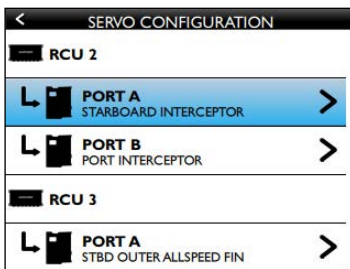 SERVO CONFIGURATION
RCU 2
PORT A
STARBOARD INTERCEPTOR
PORT B
PORT INTERCEPTOR
RCU 3
PORT A
STBD OUTER ALLSPEED FIN